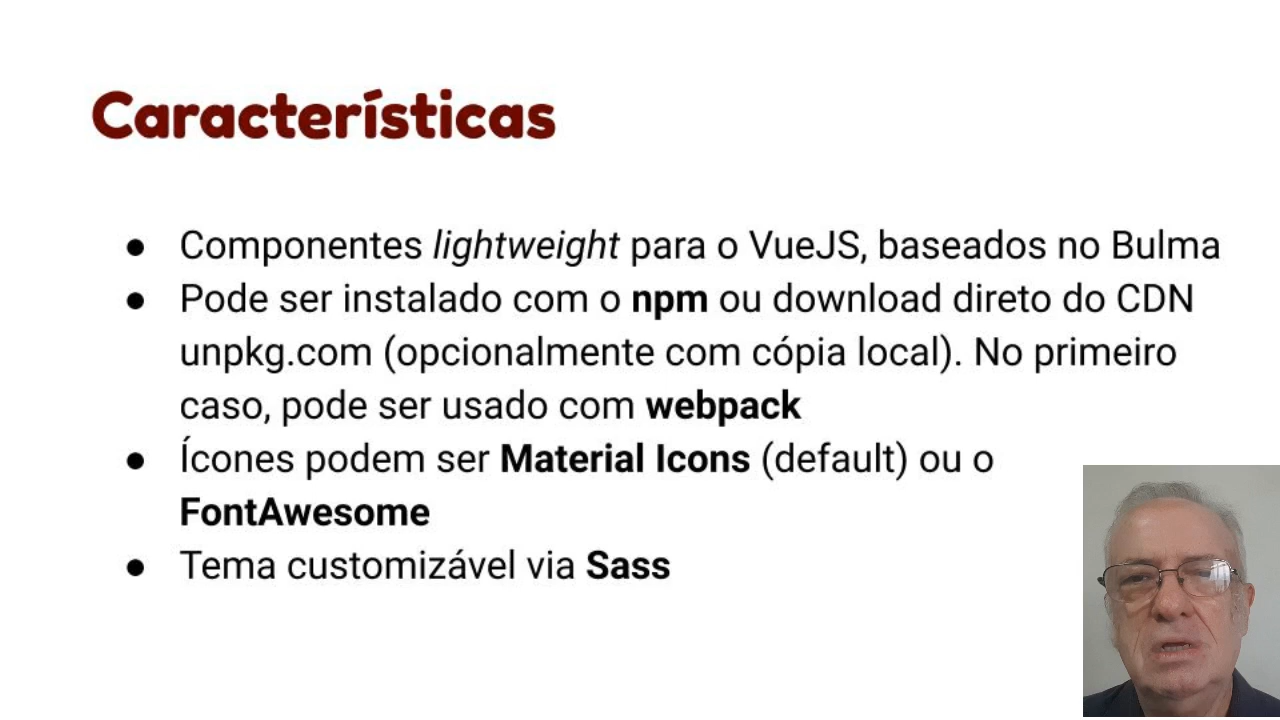 Características
● Componentes lightweight para o VueJS, baseados no Bulma
● Pode ser instalado com o npm ou download direto do CDN
unpkg.com (opcionalmente com cópia local). No primeiro
caso, pode ser usado com webpack
● Ícones podem ser Material Icons (default) ou o
FontAwesome
● Tema customizável via Sass